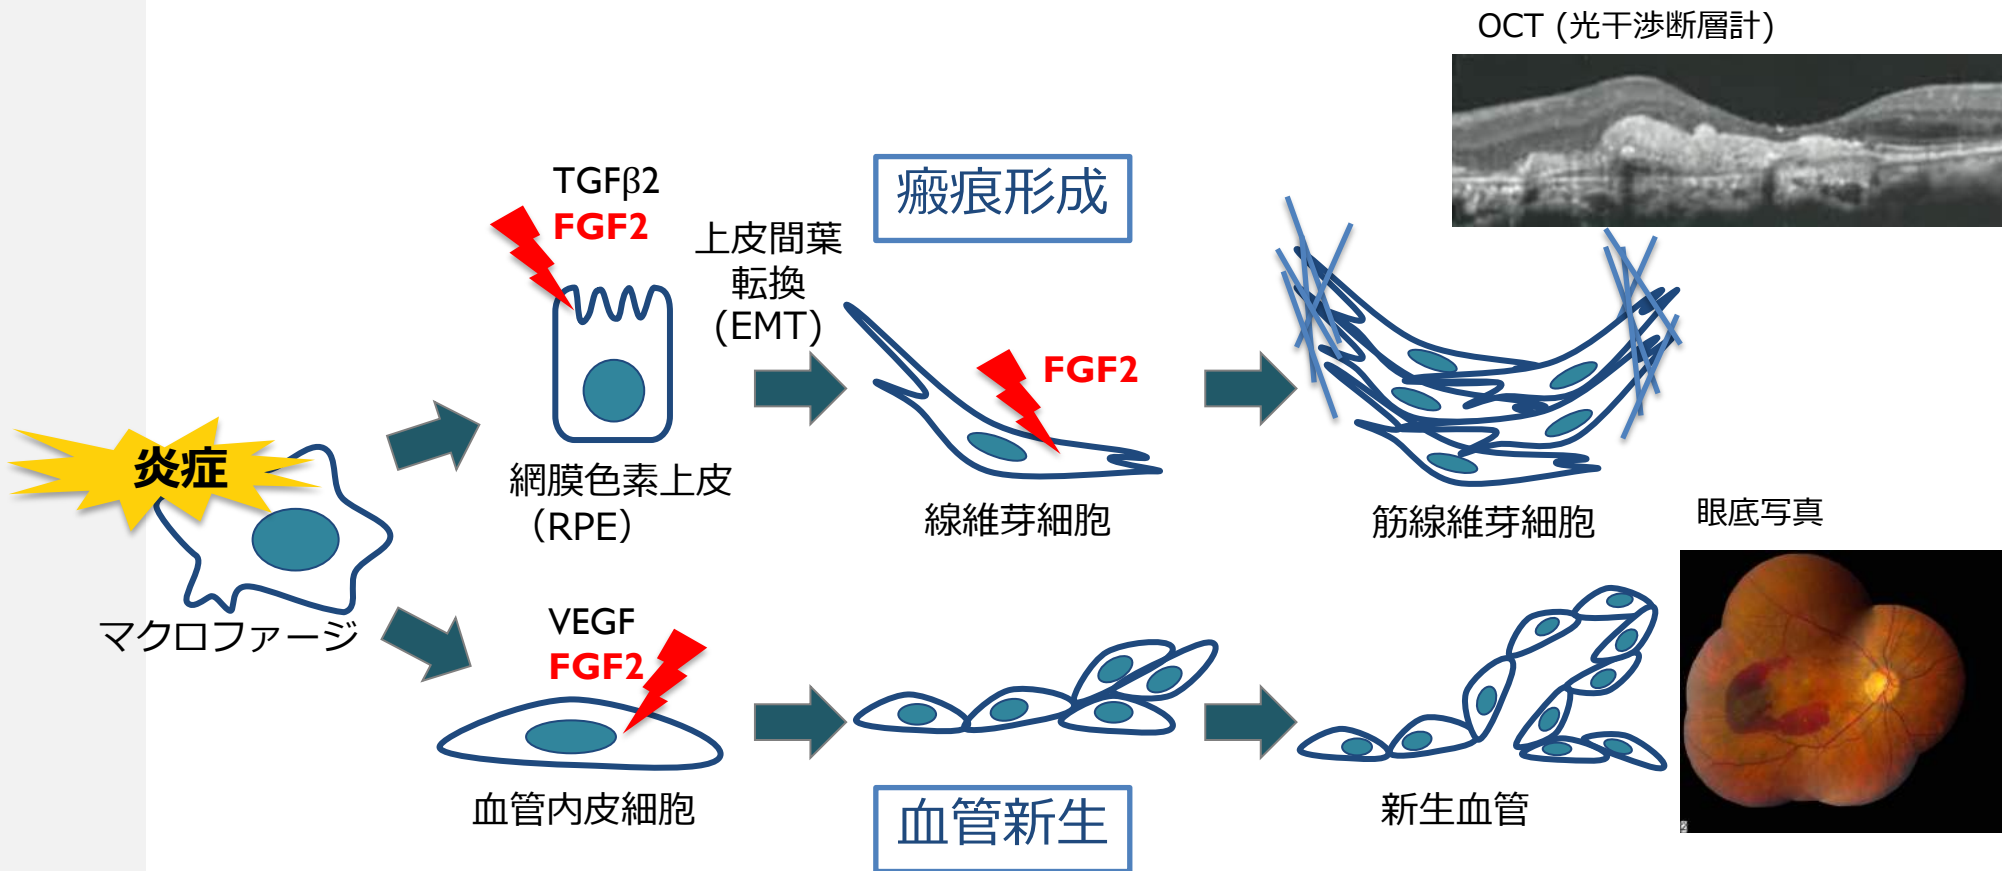 OCT (光干渉断層計)
TGFβ2
FGF2
上皮間葉
転換
(EMT)
瘢痕形成
FGF2
炎症
マクロファージ
網膜色素上皮
（RPE）
線維芽細胞
筋線維芽細胞
眼底写真
VEGF
FGF2
血管内皮細胞
血管新生
新生血管